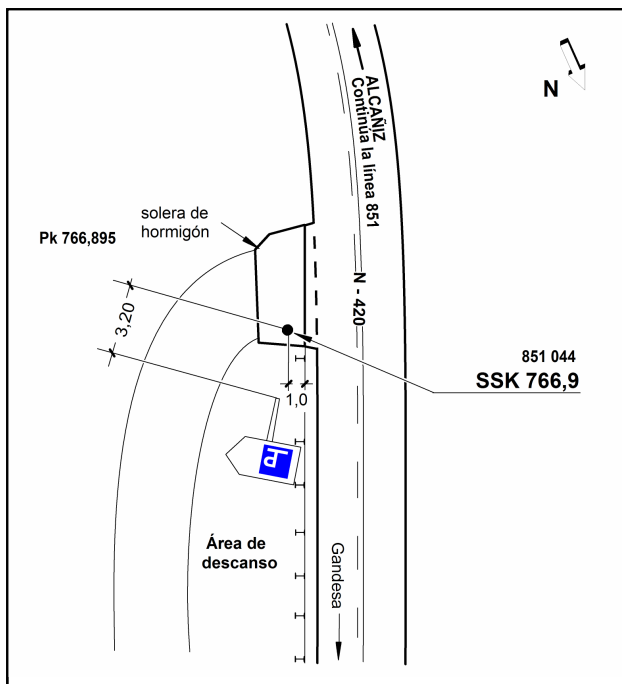 N
ALCAÑIZ
Continúa la línea 851
solera de
hormigón
Pk 766,895
N - 420
3,20
851 044
SSK 766,9
1,0
P
Área de
descanso
Gandesa